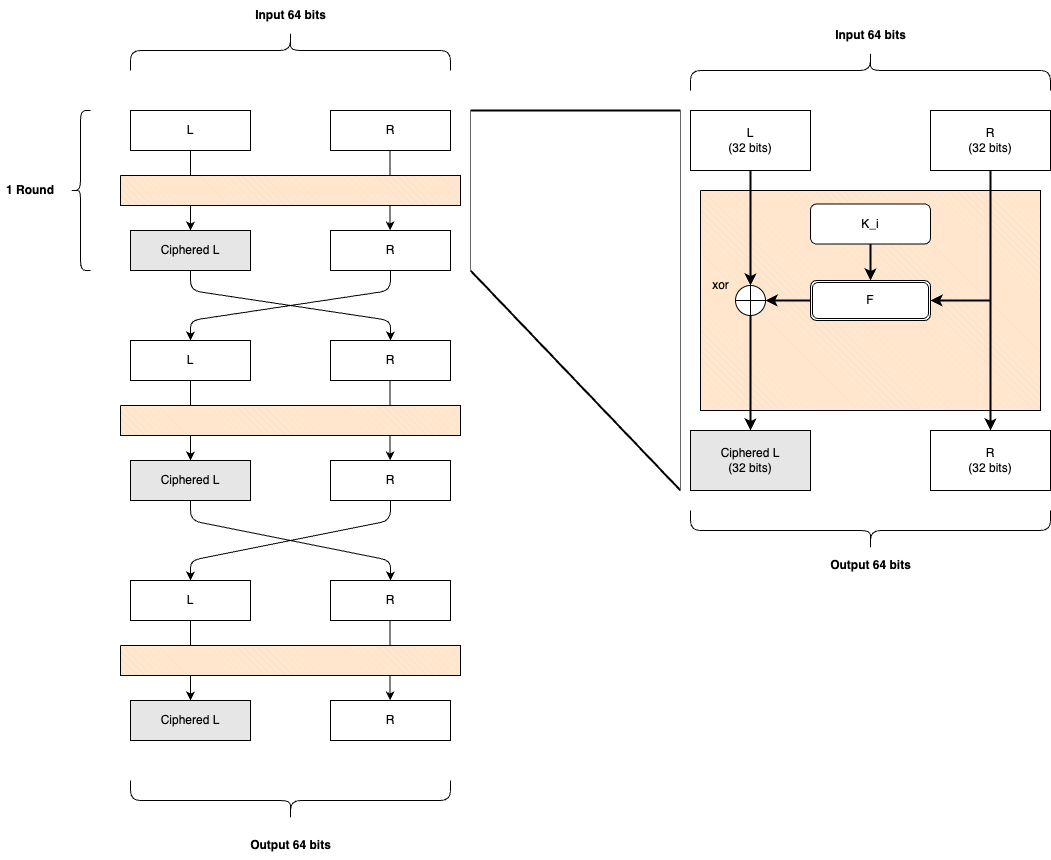 Input 64 bits
L
R
1 Round
Ciphered L
R
L
R
Ciphered L
R
L
R
Ciphered L
R
Output 64 bits
Input 64 bits
L
(32 bits)
R
(32 bits)
K_i
xor
F
Ciphered L
(32 bits)
R
(32 bits)
Output 64 bits